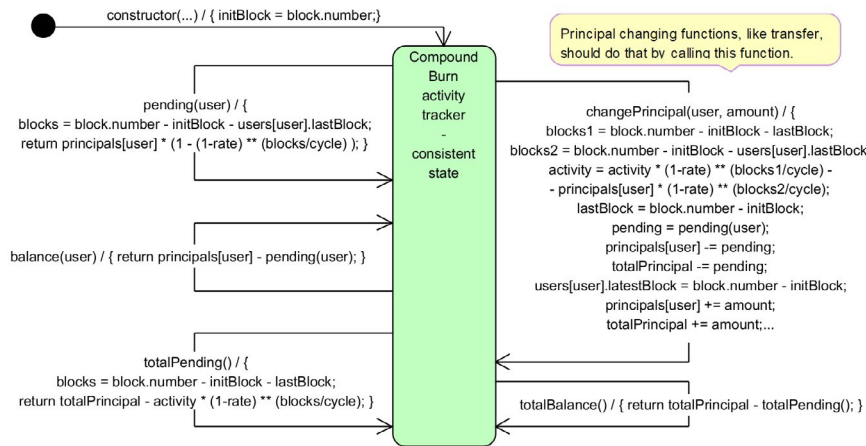 constructor(...) / { initBlock = block.number;}
Principal changing functions, like transfer,
should do that by calling this function.
Compound
Burn
activity
tracker
-
consistent
state
pending(user) / {
blocks = block.number - initBlock - users[user].lastBlock;
return principals[user] * (1 - (1-rate) ** (blocks/cycle) ); }
changePrincipal(user, amount) / {
blocks1 = block.number - initBlock - lastBlock;
blocks2 = block.number - initBlock - users[user].lastBlock
activity = activity * (1-rate) ** (blocks1/cycle) -
- principals[user] * (1-rate) ** (blocks2/cycle);
lastBlock = block.number - initBlock;
pending = pending(user);
principals[user] -= pending;
totalPrincipal -= pending;
users[user].latestBlock = block.number - initBlock;
principals[user] += amount;
totalPrincipal += amount;...
balance(user) / { return principals[user] - pending(user); }
totalPending() / {
blocks = block.number - initBlock - lastBlock;
return totalPrincipal - activity * (1-rate) ** (blocks/cycle); }
totalBalance() / { return totalPrincipal - totalPending(); }